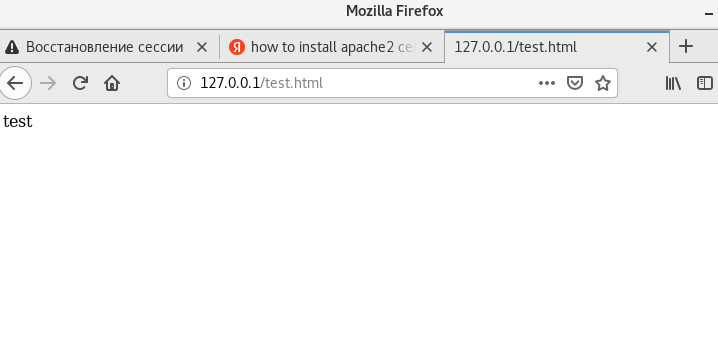 Mozilla Firefox
Восстановление сессии
Я how to install apache2 ce
127.0.0.1/test.html
127.0.0.1/test.html
test